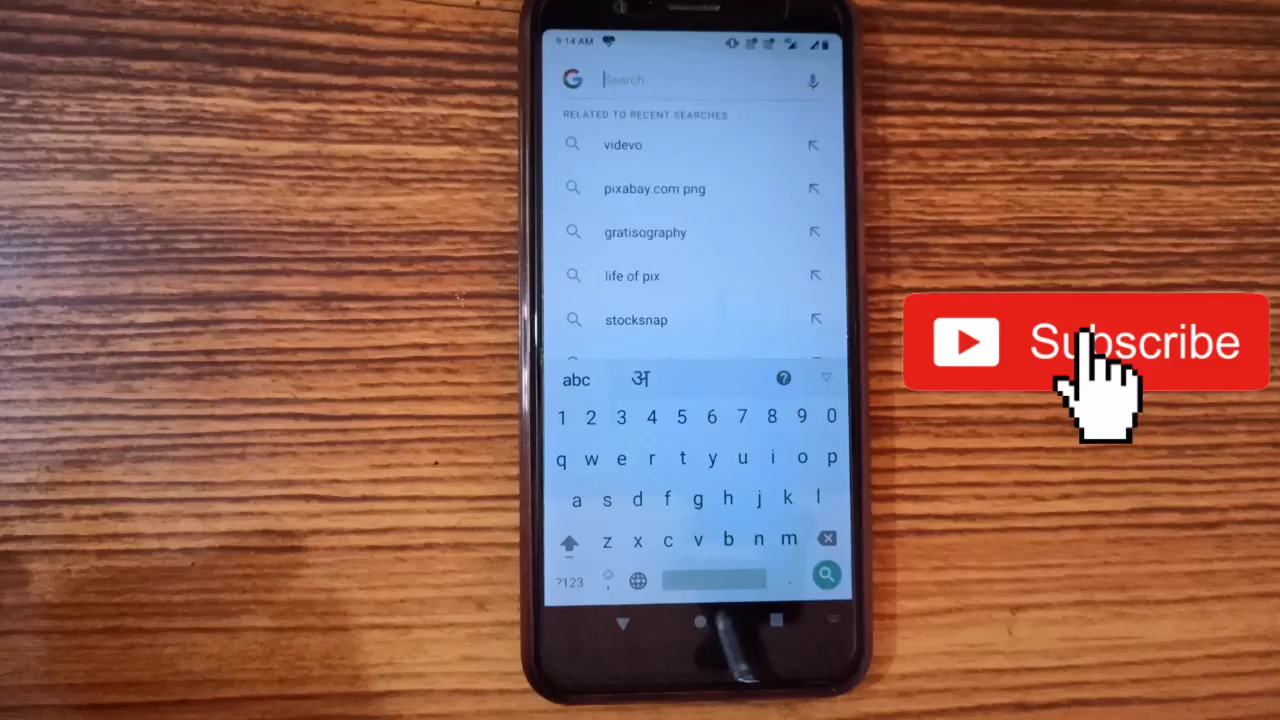 9:14 AM
Search
RELATED TO RECENT SEARCHES
videvo
pixabay.com png
gratisography
life of pix
stocksnap
abc अ
1 2 3 4 5 6 7 8 9 0
q w e r t y u i o p
a s d f g h j k l
z x c v b n m
?123 , .
Subscribe